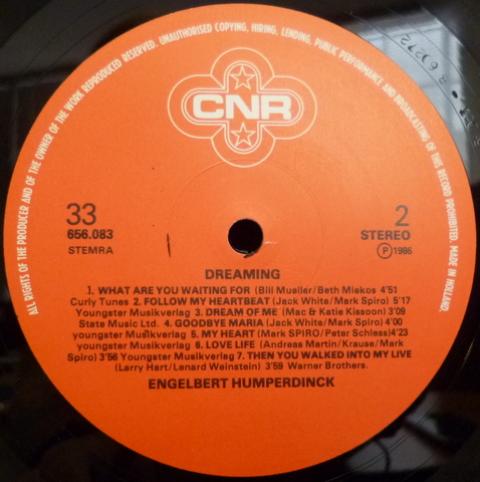 ALL RIGHTS OF THE PRODUCER AND OF THE OWNER OF THE WORK REPRODUCED RESERVED. UNAUTHORISED COPYING, HIRING, LENDING, PUBLIC PERFORMANCE AND BROADCASTING OF THIS RECORD PROHIBITED. MADE IN HOLLAND.
CNR
33
656.083
STEMRA
2
STEREO
Ⓟ 1986
DREAMING
1. WHAT ARE YOU WAITING FOR (Bill Mueller/Beth Miekos 4'51
Curly Tunes 2. FOLLOW MY HEARTBEAT (Jack White/Mark Spiro) 5'17
Youngster Musikverlag 3. DREAM OF ME (Mac & Katie Kissoon) 3'09
State Music Ltd. 4. GOODBYE MARIA (Jack White/Mark Spiro) 4'00
youngster Musikverlag 5. MY HEART (Mark SPIRO/Peter Schless)4'23
youngster Musikverlag 6. LOVE LIFE (Andreas Martin/Krause/Mark
Spiro) 3'56 Youngster Musikverlag 7. THEN YOU WALKED INTO MY LIVE
(Larry Hart/Lenard Weinstein) 3'59 Warner Brothers.
ENGELBERT HUMPERDINCK